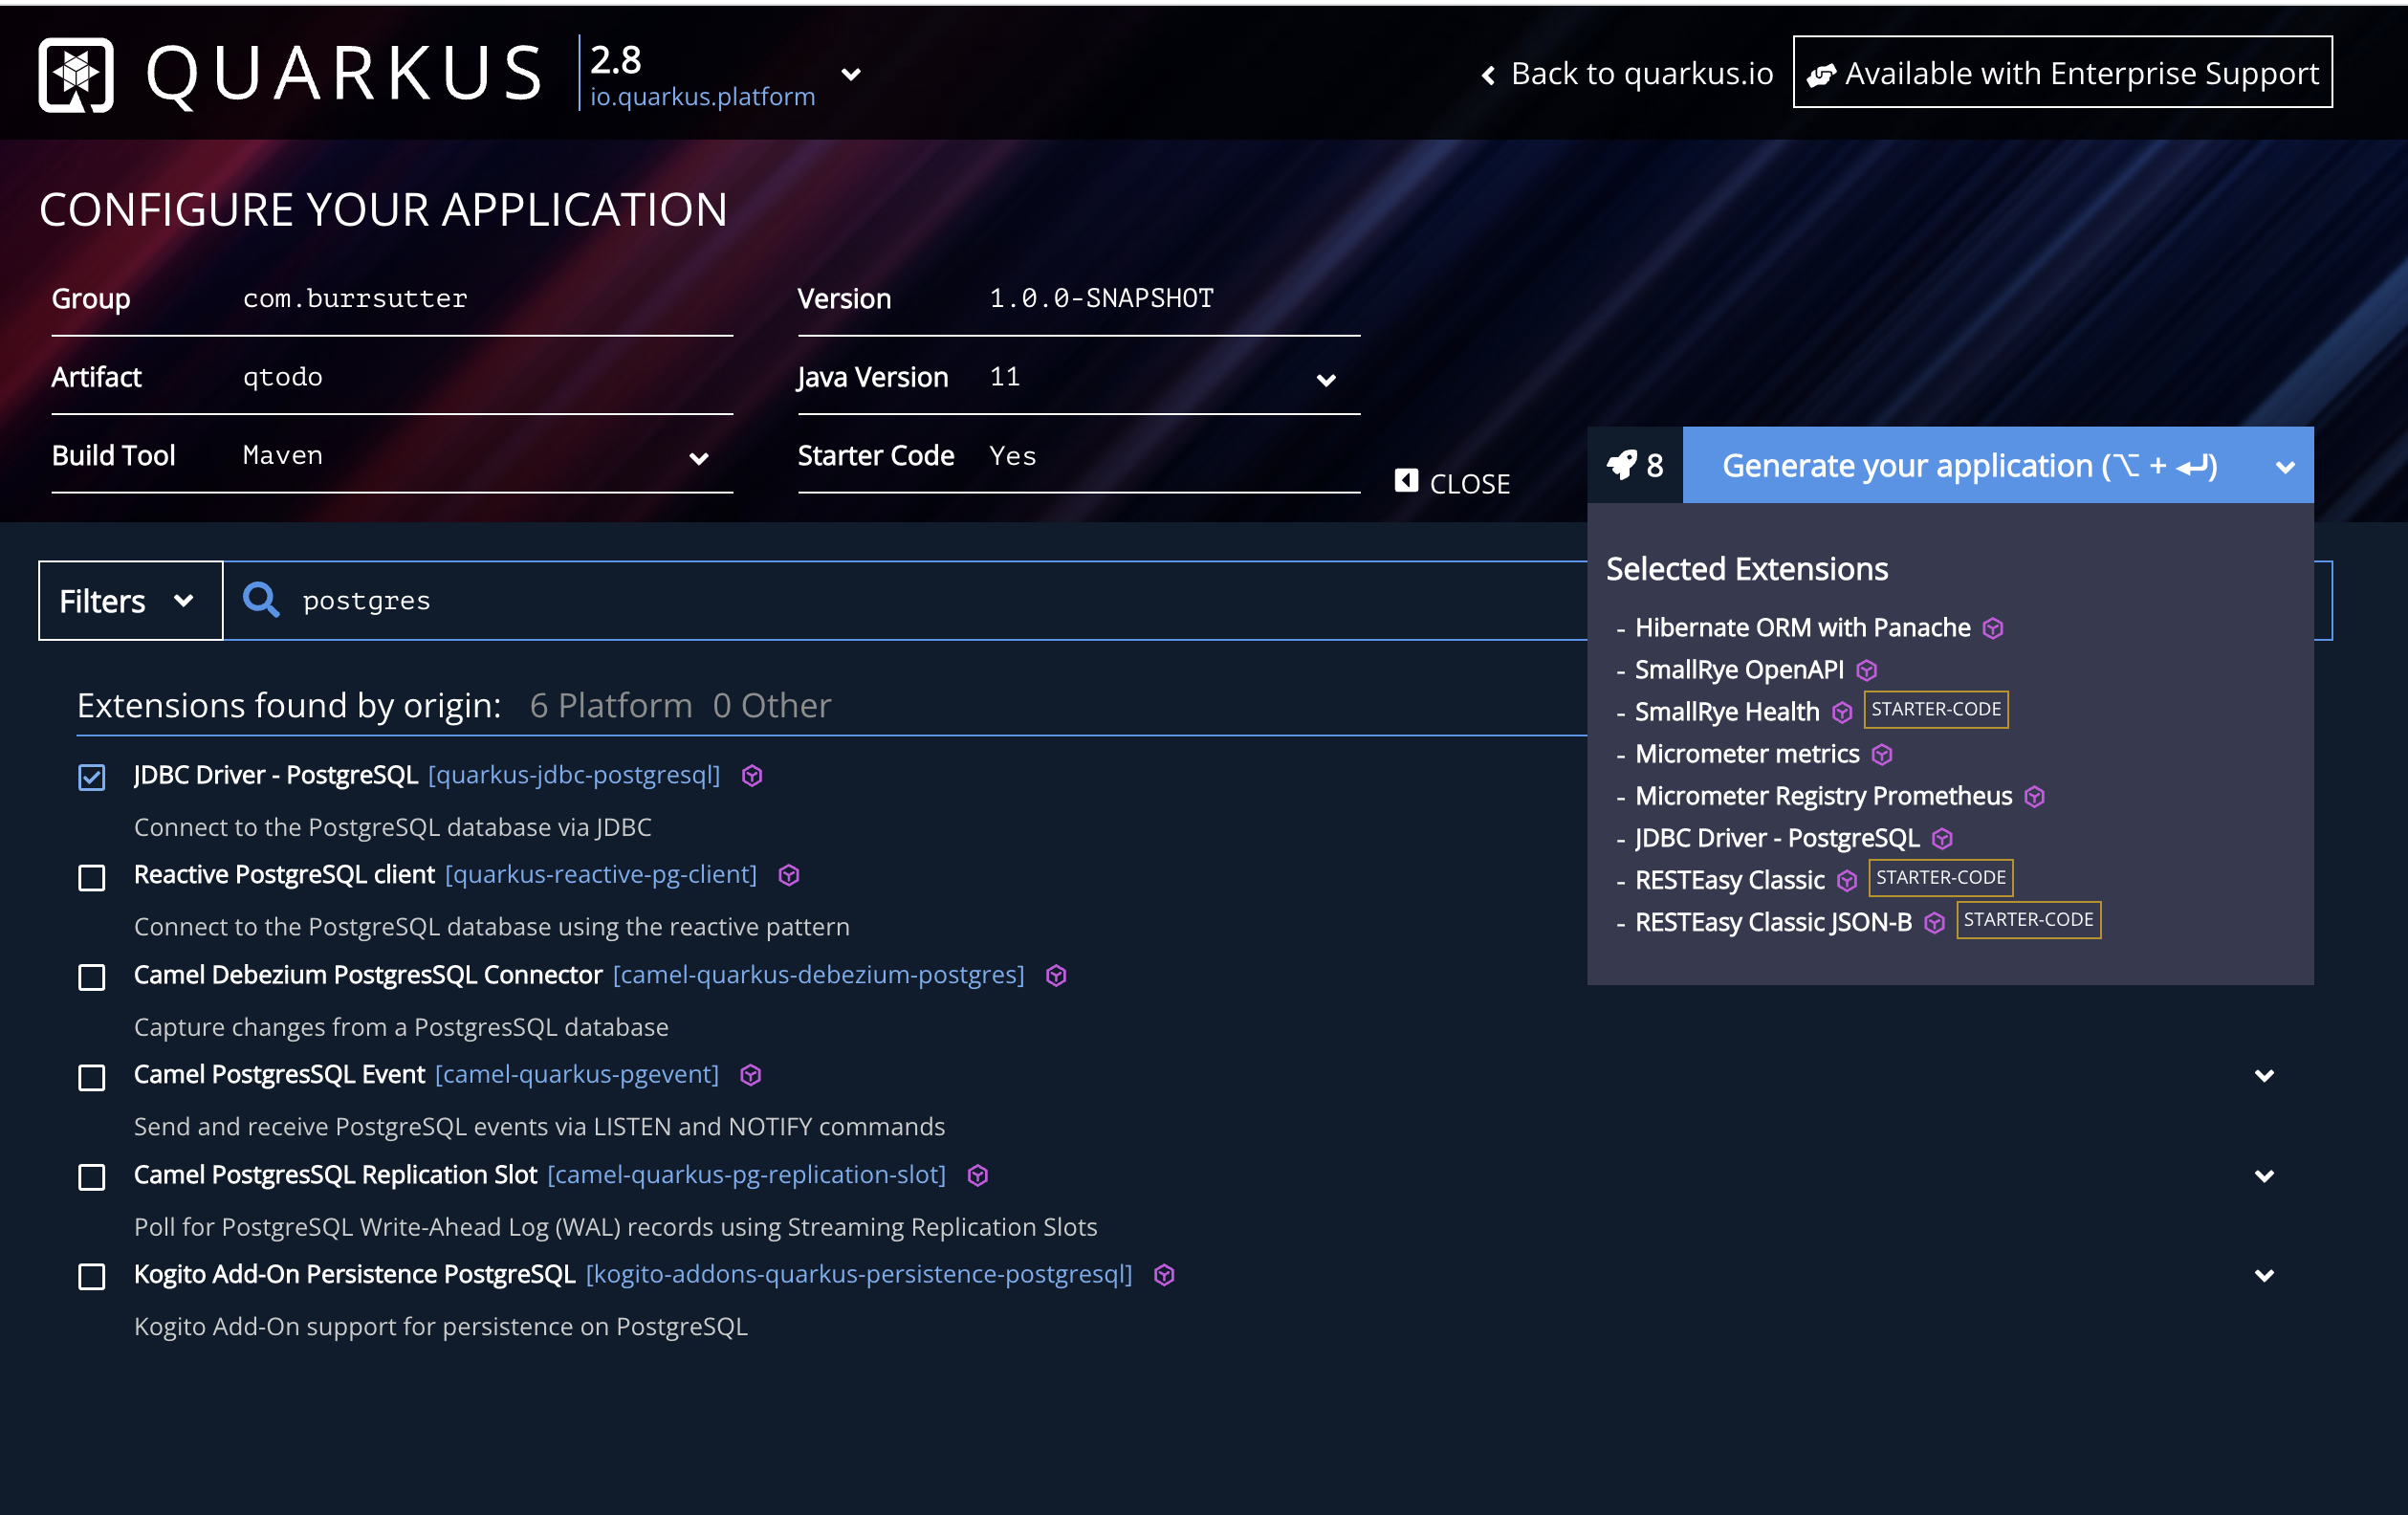 QUARKUS
2.8
io.quarkus.platform
Back to quarkus.io
Available with Enterprise Support
CONFIGURE YOUR APPLICATION
Group com.burrsutter
Version 1.0.0-SNAPSHOT
Artifact qtodo
Java Version 11
Build Tool Maven
Starter Code Yes
CLOSE
8
Generate your application (⌥ + ↵)
Filters
postgres
Extensions found by origin: 6 Platform 0 Other
JDBC Driver - PostgreSQL [quarkus-jdbc-postgresql]
Connect to the PostgreSQL database via JDBC
Reactive PostgreSQL client [quarkus-reactive-pg-client]
Connect to the PostgreSQL database using the reactive pattern
Camel Debezium PostgresSQL Connector [camel-quarkus-debezium-postgres]
Capture changes from a PostgresSQL database
Camel PostgresSQL Event [camel-quarkus-pgevent]
Send and receive PostgreSQL events via LISTEN and NOTIFY commands
Camel PostgresSQL Replication Slot [camel-quarkus-pg-replication-slot]
Poll for PostgreSQL Write-Ahead Log (WAL) records using Streaming Replication Slots
Kogito Add-On Persistence PostgreSQL [kogito-addons-quarkus-persistence-postgresql]
Kogito Add-On support for persistence on PostgreSQL
Selected Extensions
- Hibernate ORM with Panache
- SmallRye OpenAPI
- SmallRye Health STARTER-CODE
- Micrometer metrics
- Micrometer Registry Prometheus
- JDBC Driver - PostgreSQL
- RESTEasy Classic STARTER-CODE
- RESTEasy Classic JSON-B STARTER-CODE